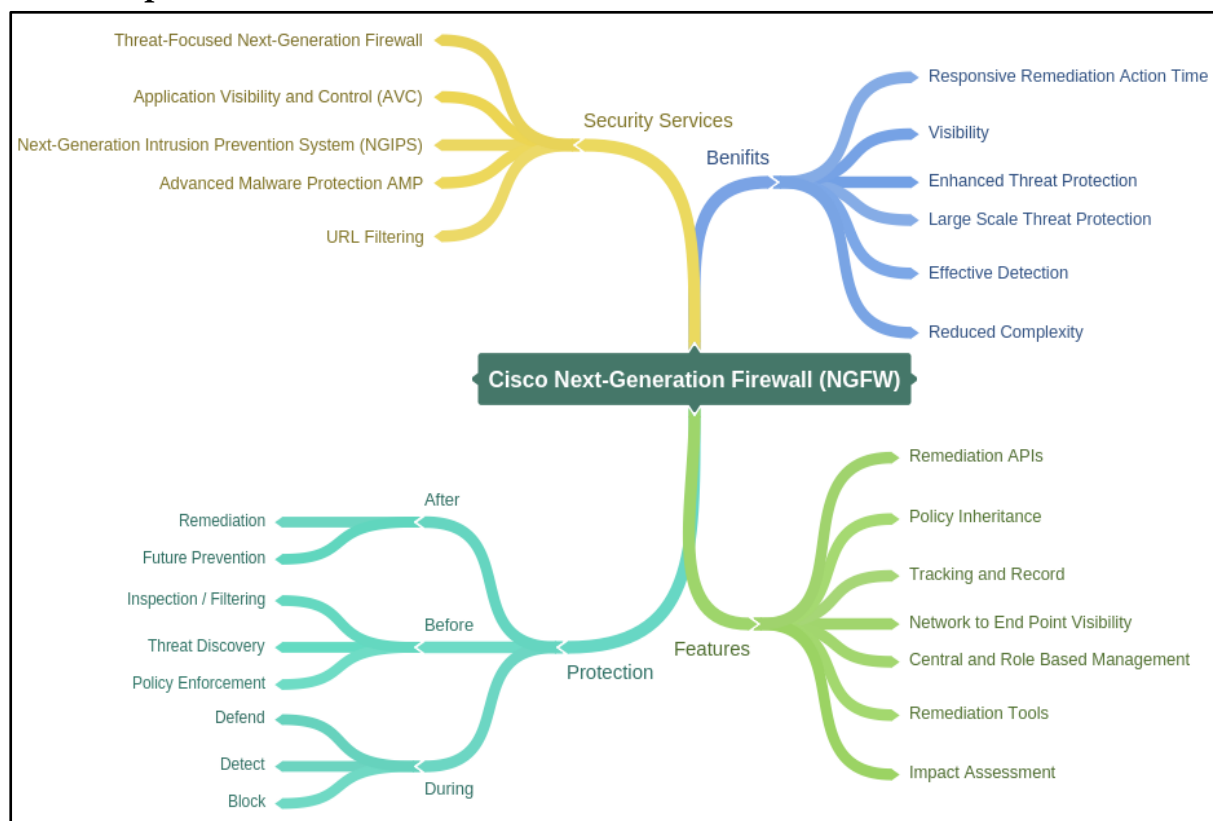 Threat-Focused Next-Generation Firewall
Application Visibility and Control (AVC)
Next-Generation Intrusion Prevention System (NGIPS)
Advanced Malware Protection AMP
URL Filtering
Security Services
Benifits
Responsive Remediation Action Time
Visibility
Enhanced Threat Protection
Large Scale Threat Protection
Effective Detection
Reduced Complexity
Cisco Next-Generation Firewall (NGFW)
After
Remediation
Future Prevention
Before
Inspection / Filtering
Threat Discovery
Policy Enforcement
During
Defend
Detect
Block
Protection
Features
Remediation APIs
Policy Inheritance
Tracking and Record
Network to End Point Visibility
Central and Role Based Management
Remediation Tools
Impact Assessment